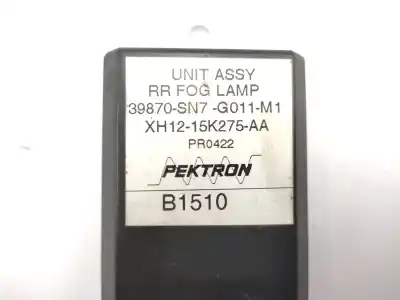 UNIT ASSY
RR FOG LAMP
39870-SN7 -G011-M1
XH12-15K275-AA
PR0422
PEKTRON
B1510